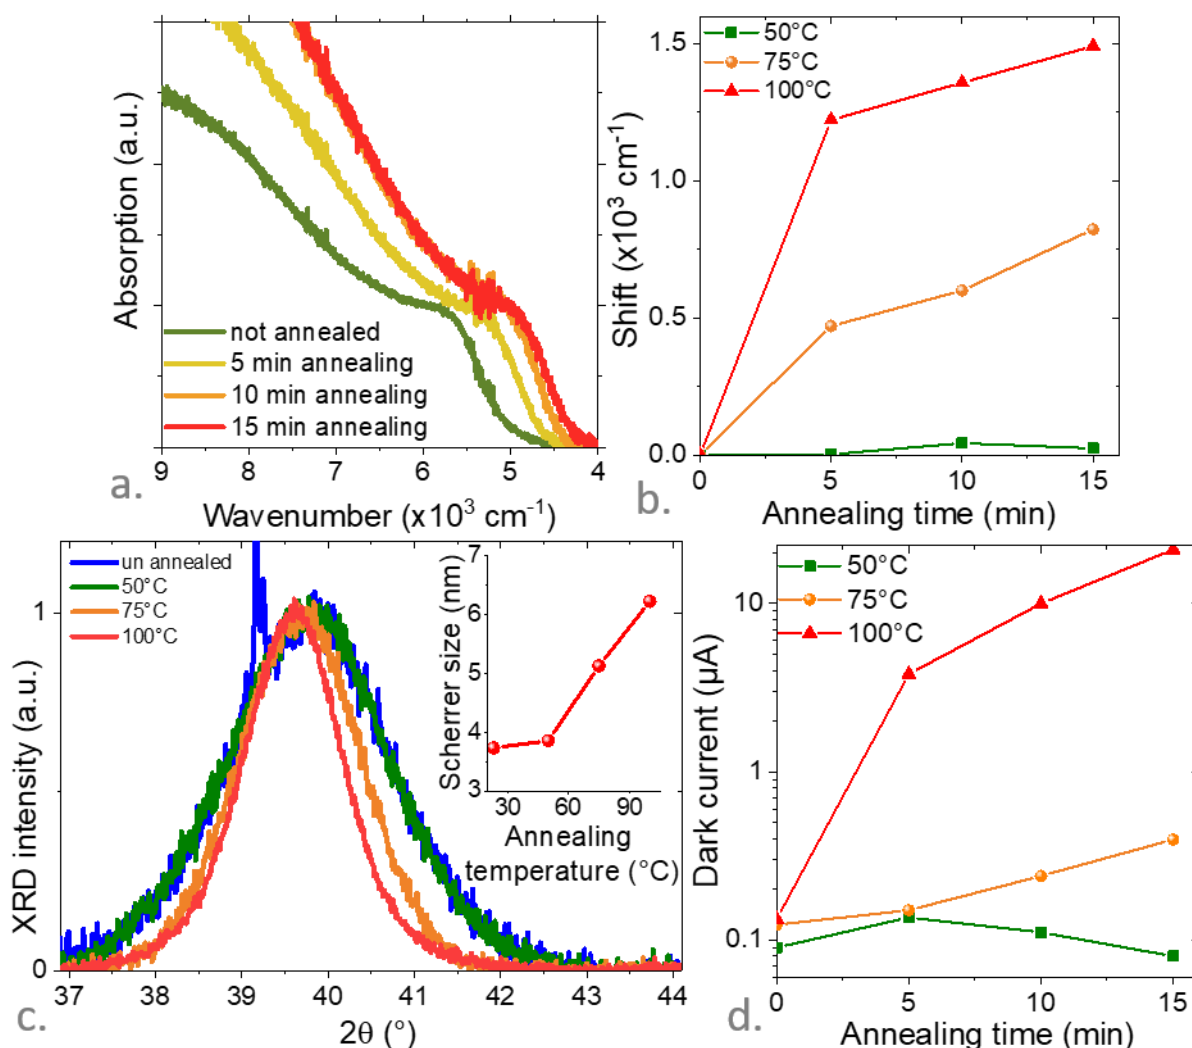 Absorption (a.u.)
not annealed
5 min annealing
10 min annealing
15 min annealing
9 8 7 6 5 4
Wavenumber (x10³ cm⁻¹)
a.
50°C
75°C
100°C
1.5
1.0
0.5
0.0
Shift (x10³ cm⁻¹)
0 5 10 15
Annealing time (min)
b.
un annealed
50°C
75°C
100°C
1
0
XRD intensity (a.u.)
37 38 39 40 41 42 43 44
2θ (°)
7
6
5
4
3
Scherrer size (nm)
30 60 90
Annealing
temperature (°C)
c.
50°C
75°C
100°C
10
1
0.1
Dark current (µA)
0 5 10 15
Annealing time (min)
d.